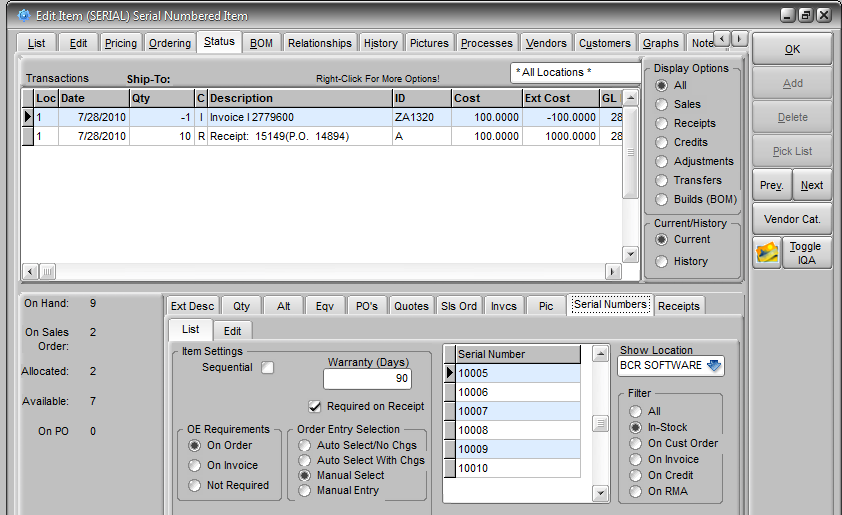 Edit Item (SERIAL) Serial Numbered Item
List Edit Pricing Ordering Status BOM Relationships History Pictures Processes Vendors Customers Graphs Note
OK
Add
Delete
Pick List
Prev. Next
Vendor Cat.
Toggle IQA
Transactions Ship-To: Right-Click For More Options! * All Locations *
Loc Date Qty C Description ID Cost Ext Cost GL
1 7/28/2010 -1 I Invoice I 2779600 ZA1320 100.0000 -100.0000 28
1 7/28/2010 10 R Receipt: 15149(P.O. 14894) A 100.0000 1000.0000 28
Display Options
All
Sales
Receipts
Credits
Adjustments
Transfers
Builds (BOM)
Current/History
Current
History
On Hand: 9
On Sales Order: 2
Allocated: 2
Available: 7
On PO 0
Ext Desc Qty Alt Eqv PO's Quotes Sls Ord Invcs Pic Serial Numbers Receipts
List Edit
Item Settings
Sequential
Warranty (Days)
90
Required on Receipt
OE Requirements
On Order
On Invoice
Not Required
Order Entry Selection
Auto Select/No Chgs
Auto Select With Chgs
Manual Select
Manual Entry
Serial Number
10005
10006
10007
10008
10009
10010
Show Location
BCR SOFTWARE
Filter
All
In-Stock
On Cust Order
On Invoice
On Credit
On RMA